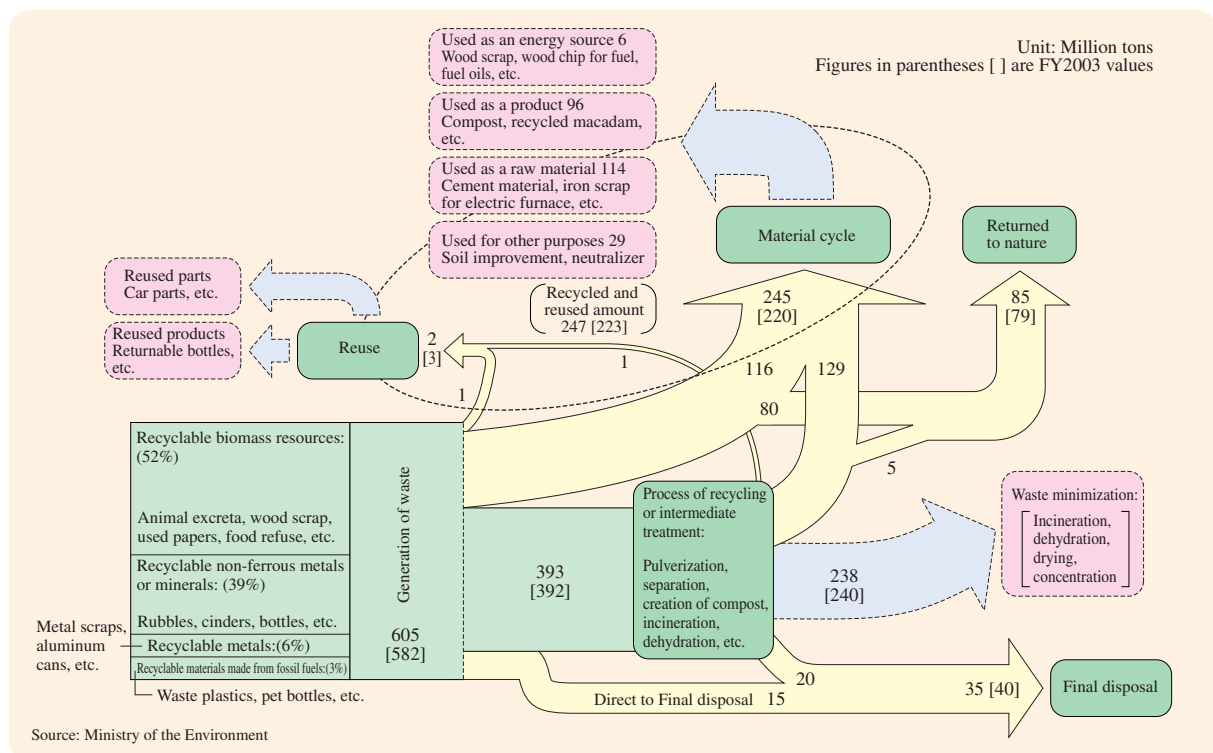 Used as an energy source 6
Wood scrap, wood chip for fuel,
fuel oils, etc.
Unit: Million tons
Figures in parentheses [ ] are FY2003 values
Used as a product 96
Compost, recycled macadam,
etc.
Used as a raw material 114
Cement material, iron scrap
for electric furnace, etc.
Used for other purposes 29
Soil improvement, neutralizer
Material cycle
Returned
to nature
Reused parts
Car parts, etc.
Reused products
Returnable bottles,
etc.
Reuse
2
[3]
Recycled and
reused amount
247 [223]
245
[220]
85
[79]
1
1
116
129
80
5
Recyclable biomass resources:
(52%)
Animal excreta, wood scrap,
used papers, food refuse, etc.
Recyclable non-ferrous metals
or minerals: (39%)
Rubbles, cinders, bottles, etc.
Metal scraps,
aluminum
cans, etc.
Recyclable metals:(6%)
Recyclable materials made from fossil fuels:(3%)
Waste plastics, pet bottles, etc.
Generation of waste
605
[582]
393
[392]
Process of recycling
or intermediate
treatment:
Pulverization,
separation,
creation of compost,
incineration,
dehydration, etc.
238
[240]
Waste minimization:
Incineration,
dehydration,
drying,
concentration
20
Direct to Final disposal 15
35 [40]
Final disposal
Source: Ministry of the Environment